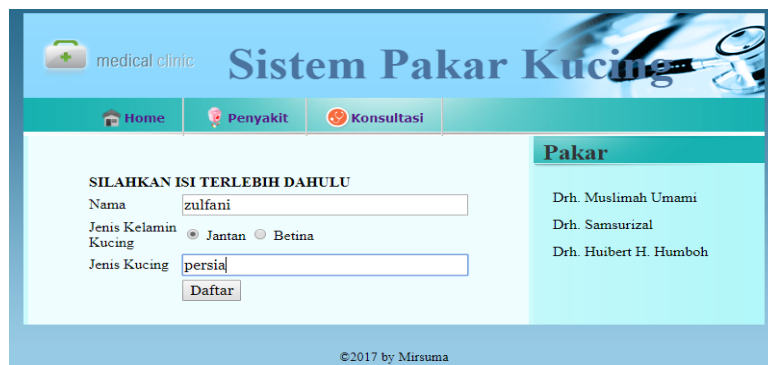 medical clinic
Sistem Pakar Kucing
Home Penyakit Konsultasi
SILAHKAN ISI TERLEBIH DAHULU
Nama zulfani
Jenis Kelamin Kucing Jantan Betina
Jenis Kucing persia
Daftar
Pakar
Drh. Muslimah Umami
Drh. Samsurizal
Drh. Huibert H. Humboh
©2017 by Mirsuma